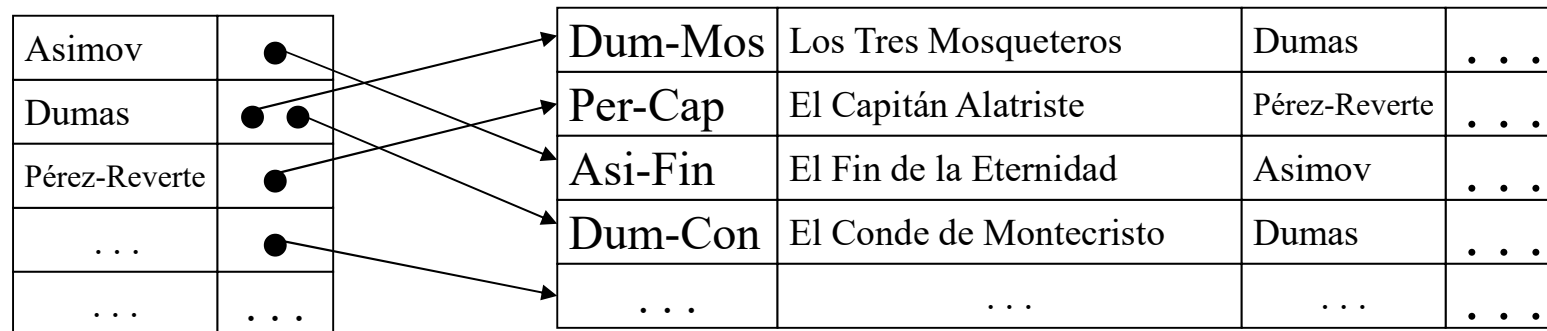 Asimov
Dumas
Pérez-Reverte
. . .
. . . . . .
Dum-Mos Los Tres Mosqueteros Dumas . . .
Per-Cap El Capitán Alatriste Pérez-Reverte . . .
Asi-Fin El Fin de la Eternidad Asimov . . .
Dum-Con El Conde de Montecristo Dumas . . .
. . . . . . . . . . . .